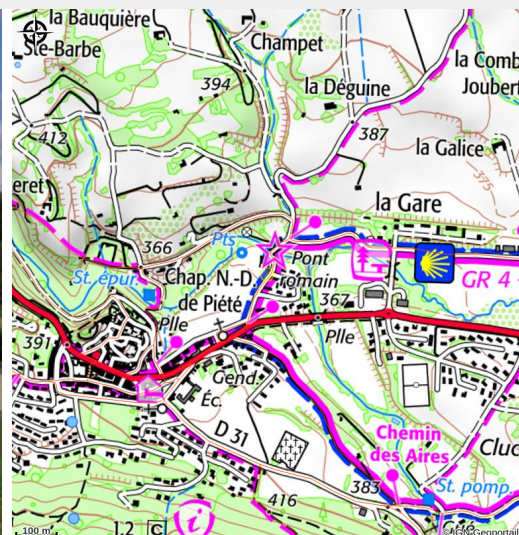 la Bauquière
Ste-Barbe
Champet
394
la Déguine
la Comb
Joubert
412
387
la Galice
375
eret
la Gare
366
Pts
Pont
romain
St. épur.
Chap. N.-D.
de Piété
GR 4
367
Plle
Plle
391
Gend.
Éc.
D 31
Chemin
des Aires
Cluc
383
St. pomp.
416
i
12
C
100 m
© IGN Geoportail